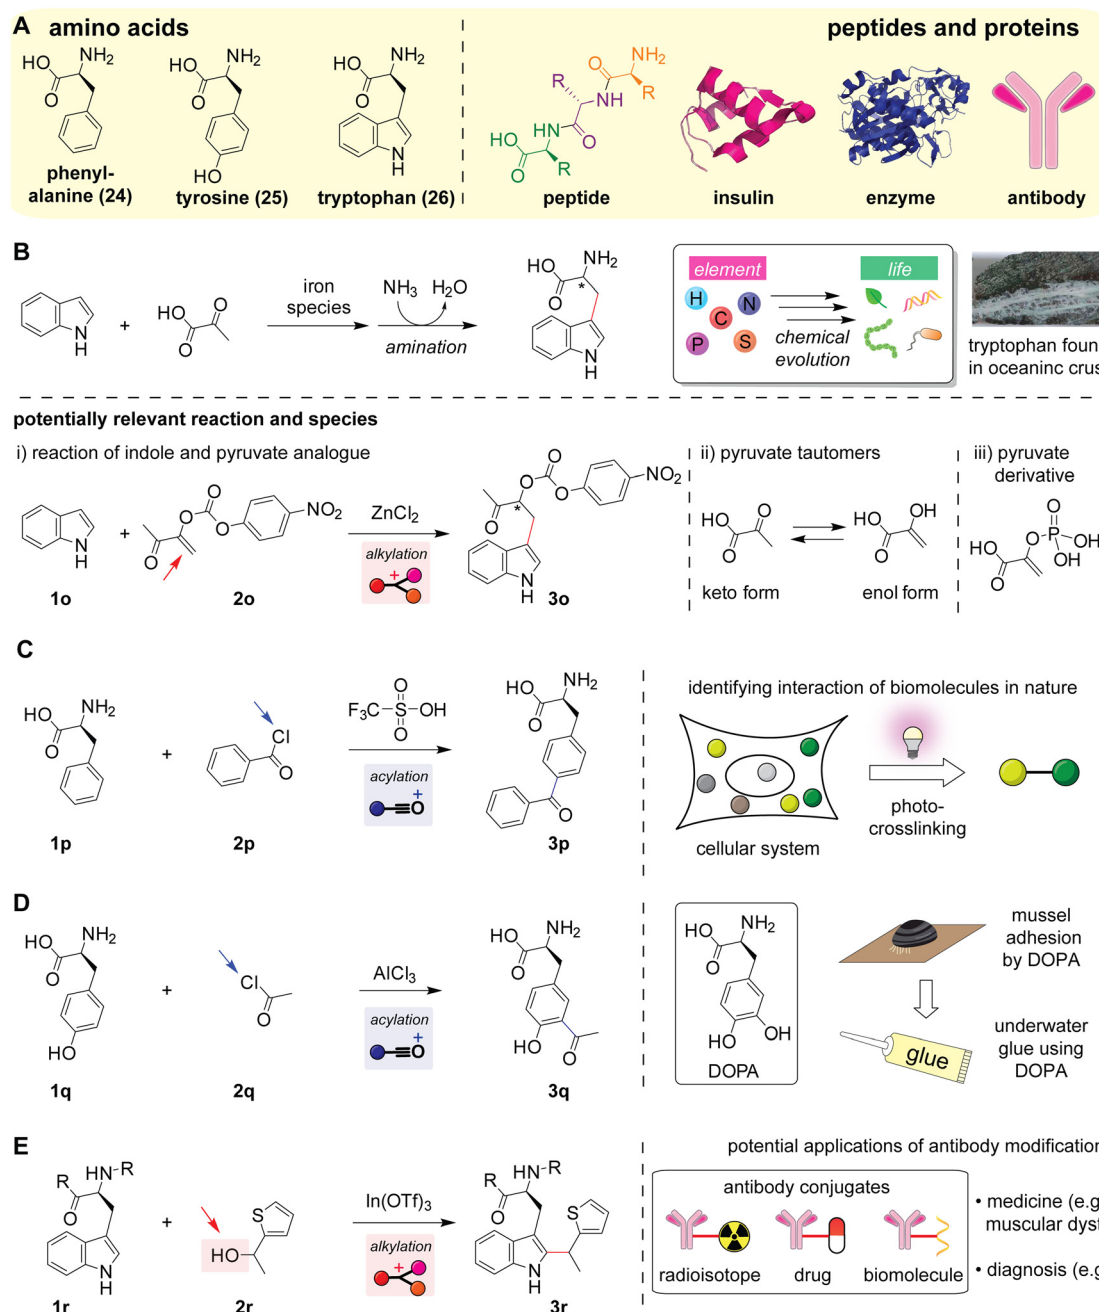 A amino acids
peptides and proteins
HO NH2 O
HO NH2 O HO
HO NH2 O N H
HO O R HN O R NH O R NH2
phenyl-
alanine (24)
tyrosine (25)
tryptophan (26)
peptide
insulin
enzyme
antibody
B
N H
+
HO O O
iron
species
NH3 H2O
amination
HO NH2 O * N H
element
life
H N C P S
chemical
evolution
tryptophan foun
in oceaninc crus
potentially relevant reaction and species
i) reaction of indole and pyruvate analogue
N H
+
O O O O NO2
ZnCl2
alkylation
+
O O O O NO2 * N H
1o
2o
3o
ii) pyruvate tautomers
HO O O
HO OH O
keto form
enol form
iii) pyruvate
derivative
HO O O O P OH OH
C
HO NH2 O
+
Cl O
F3C S O O OH
acylation
+
O
HO NH2 O O
1p
2p
3p
identifying interaction of biomolecules in nature
cellular system
photo-
crosslinking
D
HO NH2 O HO
+
Cl O
AlCl3
acylation
+
O
HO NH2 O HO O
1q
2q
3q
HO NH2 O HO OH
DOPA
mussel
adhesion
by DOPA
glue
underwater
glue using
DOPA
E
R HN R O N H
+
S HO
In(OTf)3
alkylation
+
R HN R O S N H
1r
2r
3r
potential applications of antibody modification
antibody conjugates
radioisotope
drug
biomolecule
• medicine (e.g
muscular dyst
• diagnosis (e.g